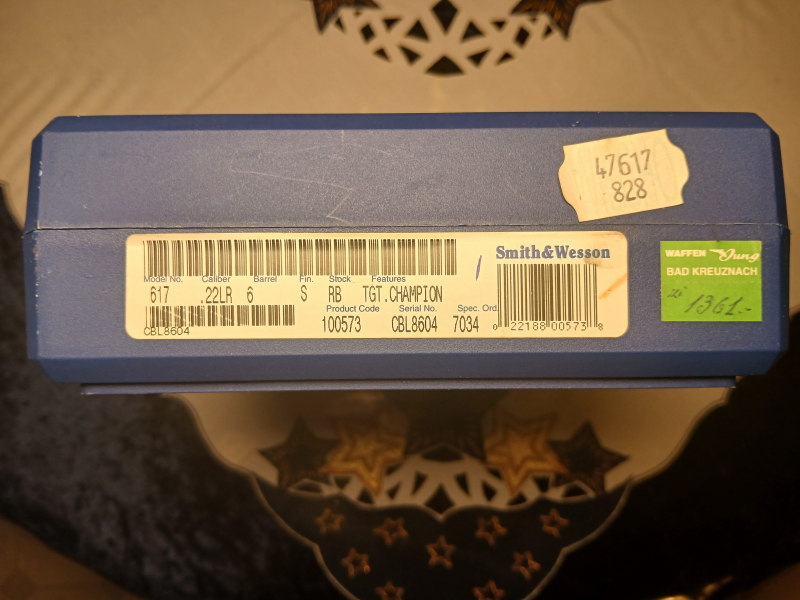 47617
828
Smith&Wesson
Model No. Caliber Barrel Fin. Stock Features
617 .22LR 6 S RB TGT.CHAMPION
Product Code Serial No. Spec. Ord.
100573 CBL8604 7034
CBL8604
0 22188 00573 8
WAFFEN Jung
BAD KREUZNACH
1361.-